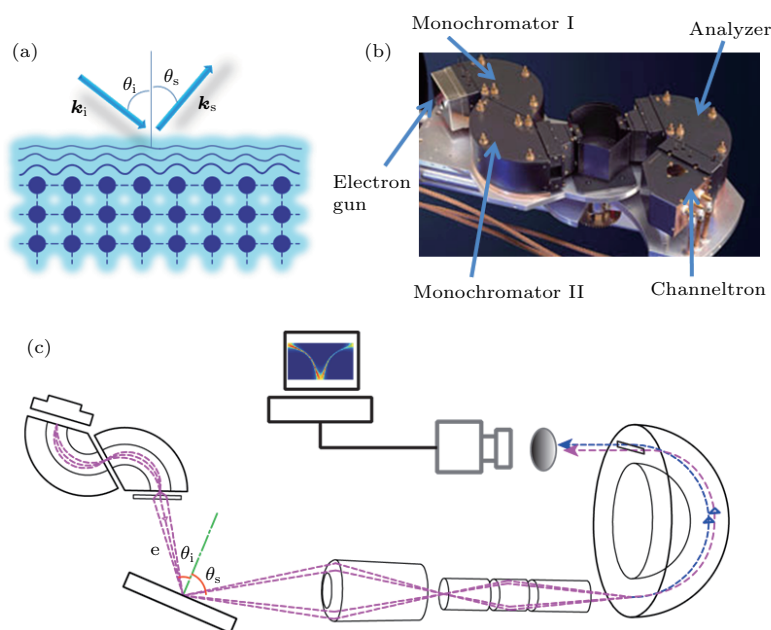 (a)
θi
θs
ki
ks
(b)
Monochromator I
Analyzer
Electron
gun
Monochromator II
Channeltron
(c)
e
θi
θs